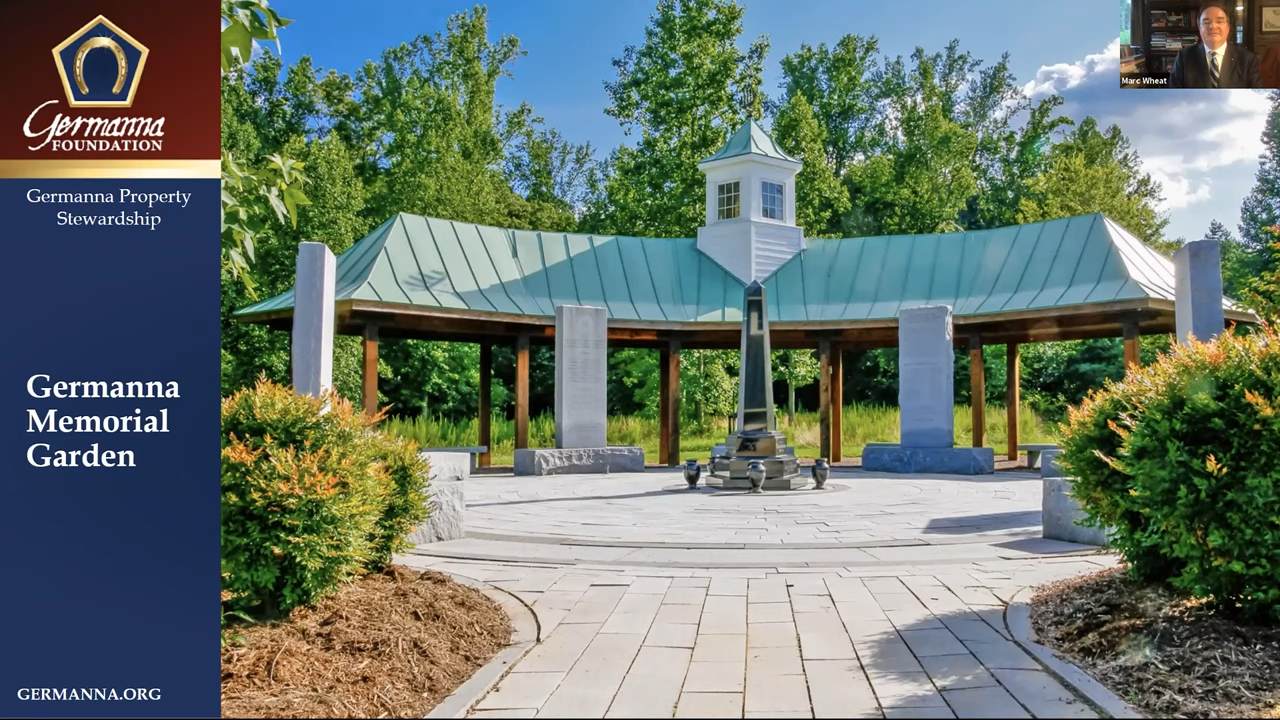 Germanna
FOUNDATION
Germanna Property
Stewardship
Germanna
Memorial
Garden
GERMANNA.ORG
Marc Wheat